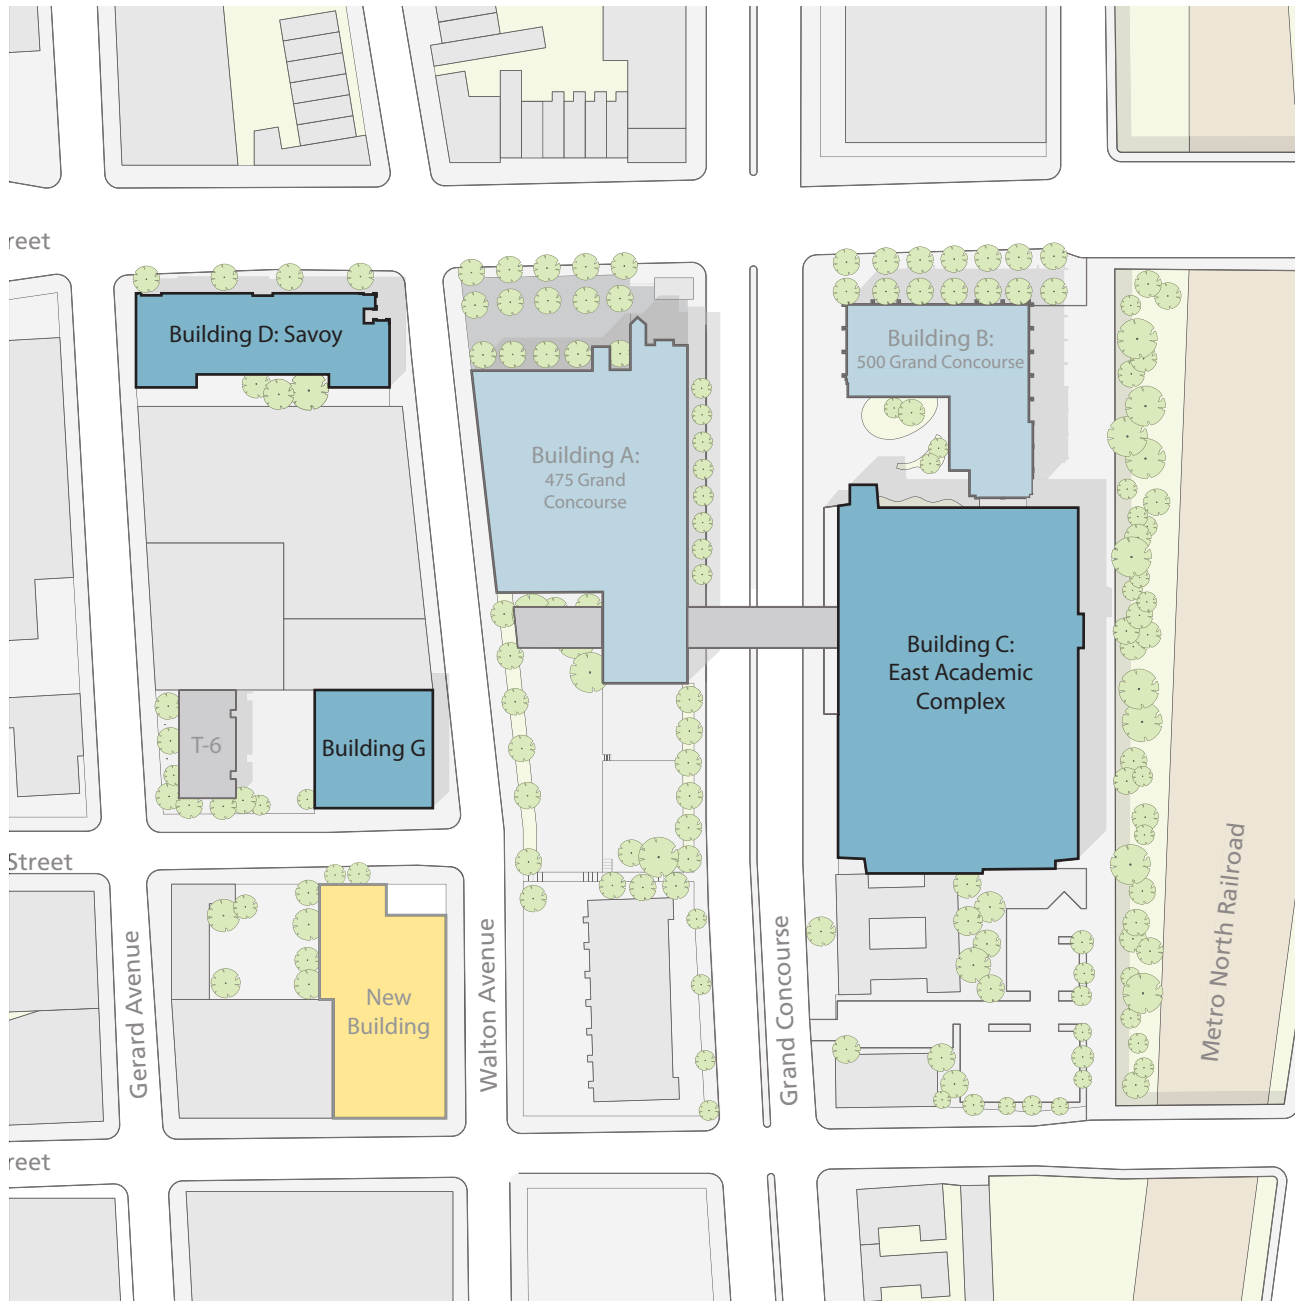 reet
Building D: Savoy
Building B:
500 Grand Concourse
Building A:
475 Grand
Concourse
Building C:
East Academic
Complex
T-6
Building G
Street
Metro North Railroad
Gerard Avenue
Walton Avenue
Grand Concourse
New
Building
reet